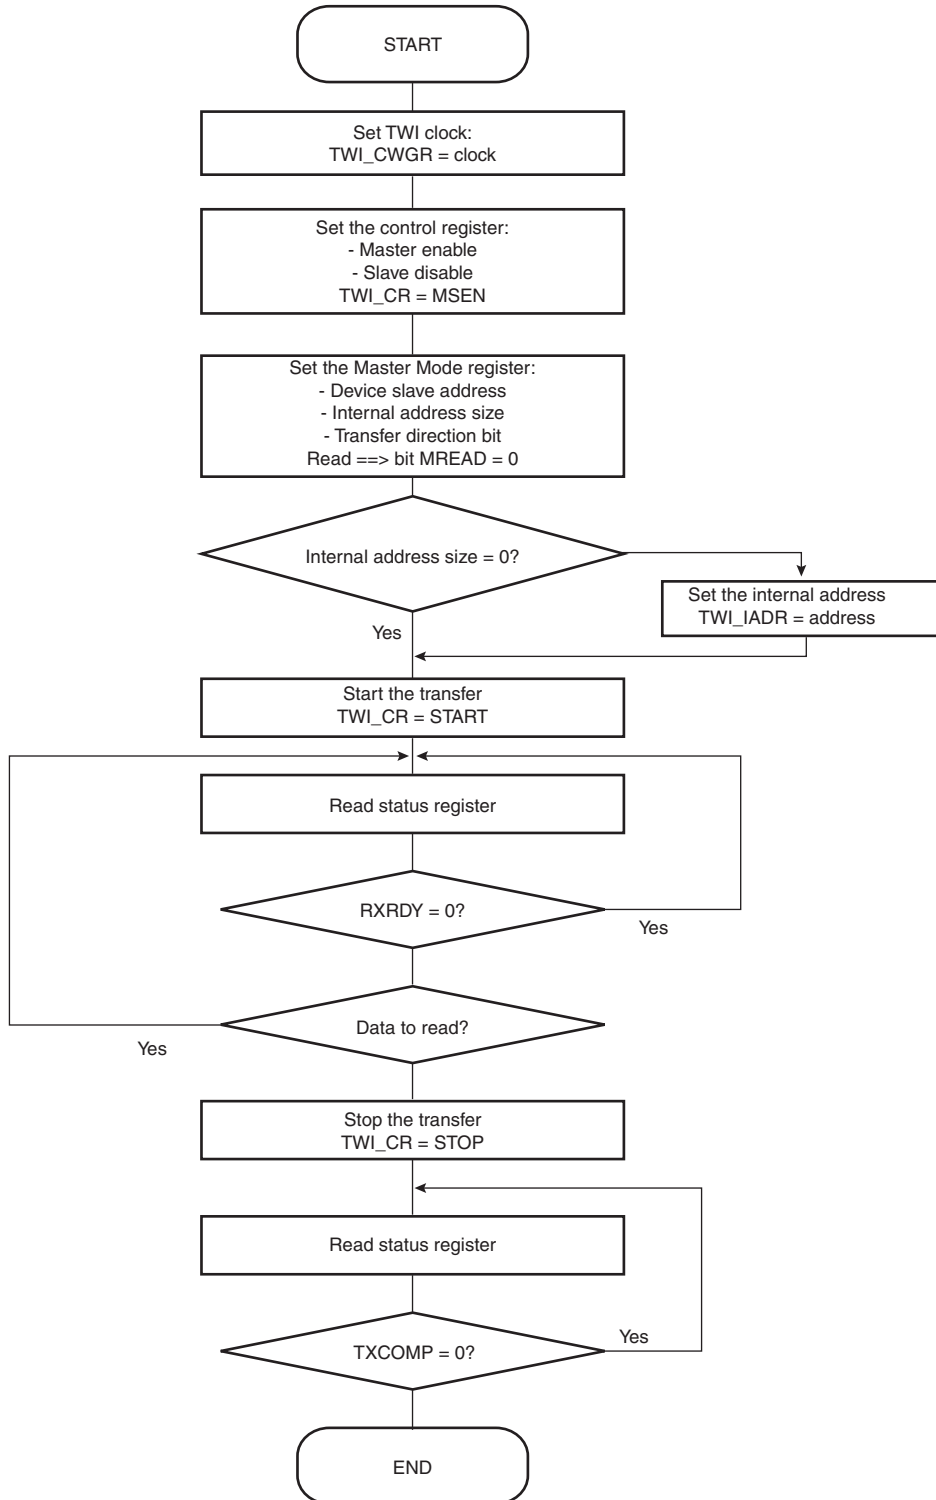 START
Set TWI clock:
TWI_CWGR = clock
Set the control register:
- Master enable
- Slave disable
TWI_CR = MSEN
Set the Master Mode register:
- Device slave address
- Internal address size
- Transfer direction bit
Read ==> bit MREAD = 0
Internal address size = 0?
Set the internal address
TWI_IADR = address
Yes
Start the transfer
TWI_CR = START
Read status register
RXRDY = 0?
Yes
Data to read?
Yes
Stop the transfer
TWI_CR = STOP
Read status register
Yes
TXCOMP = 0?
END